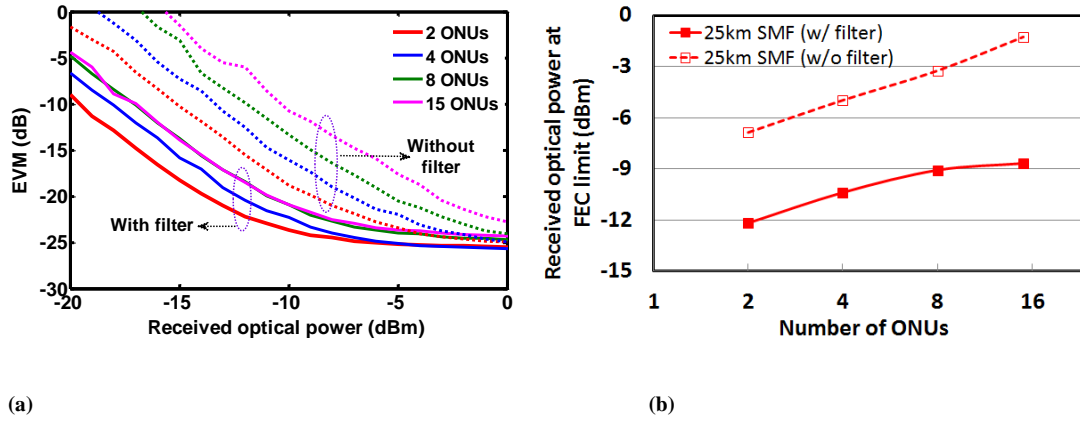 0
-5
-10
-15
-20
-25
-30
EVM (dB)
2 ONUs
4 ONUs
8 ONUs
15 ONUs
Without
filter
With filter
-20
-15
-10
-5
0
Received optical power (dBm)
(a)
Received optical power at
FEC limit (dBm)
0
-3
-6
-9
-12
-15
25km SMF (w/ filter)
25km SMF (w/o filter)
1
2
4
8
16
Number of ONUs
(b)